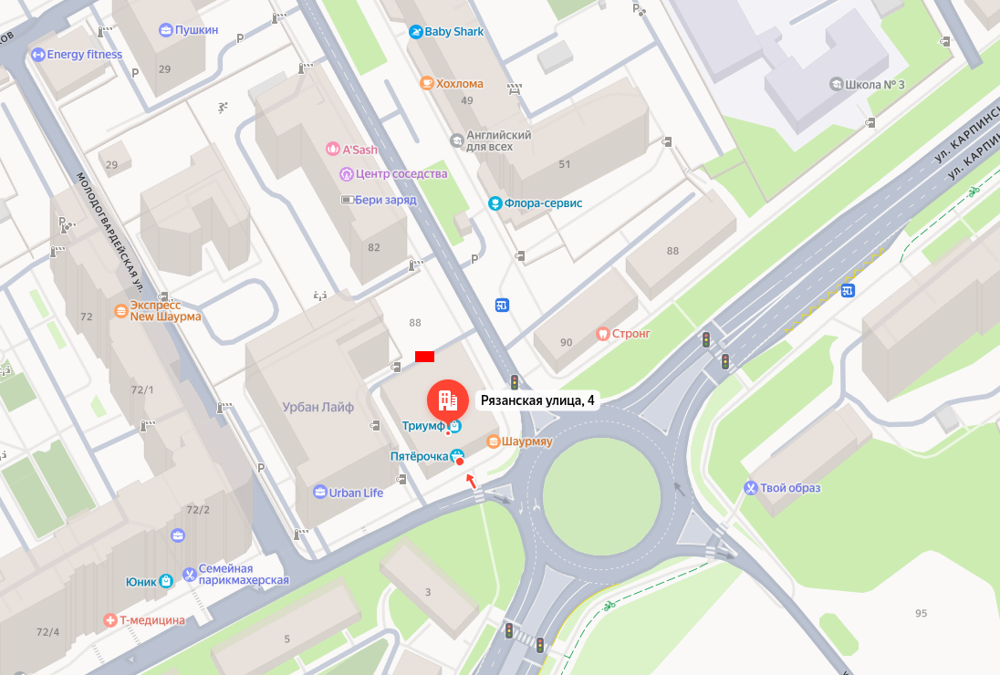 Пушкин
Baby Shark
Energy fitness
29
Хохлома
49
Школа № 3
Английский
для всех
A'Sash
51
29
Центр соседства
Бери заряд
Флора-сервис
ул. КАРПИНС
ул. КАРПИ
МОЛОДОГВАРДЕЙСКАЯ УЛ.
82
88
Экспресс
New Шаурма
72
88
90
Стронг
72/1
Урбан Лайф
Рязанская улица, 4
Триумф
Пятёрочка
Шаурмяу
Urban Life
Твой образ
72/2
Семейная
парикмахерская
Юник
3
Т-медицина
72/4
5
95
P
P
P
P
P
P
ОВ